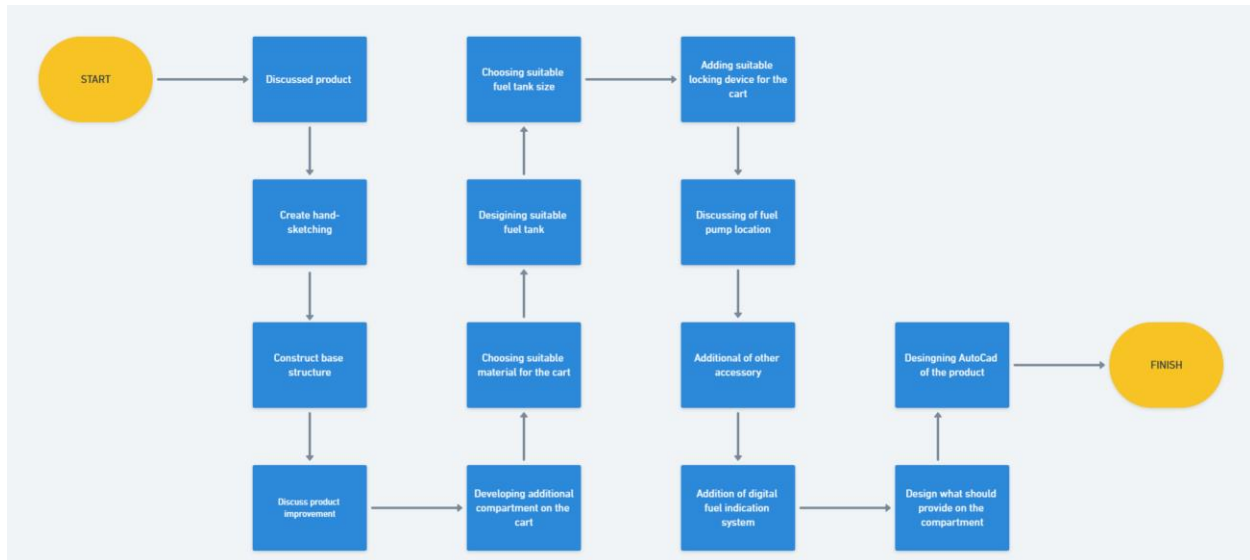 START
Discussed product
Create hand-
sketching
Construct base
structure
Discuss product
improvement
Developing additional
compartment on the
cart
Choosing suitable
material for the cart
Desigining suitable
fuel tank
Choosing suitable
fuel tank size
Adding suitable
locking device for the
cart
Discussing of fuel
pump location
Additional of other
accessory
Addition of digital
fuel indication
system
Design what should
provide on the
compartment
Desingning AutoCad
of the product
FINISH